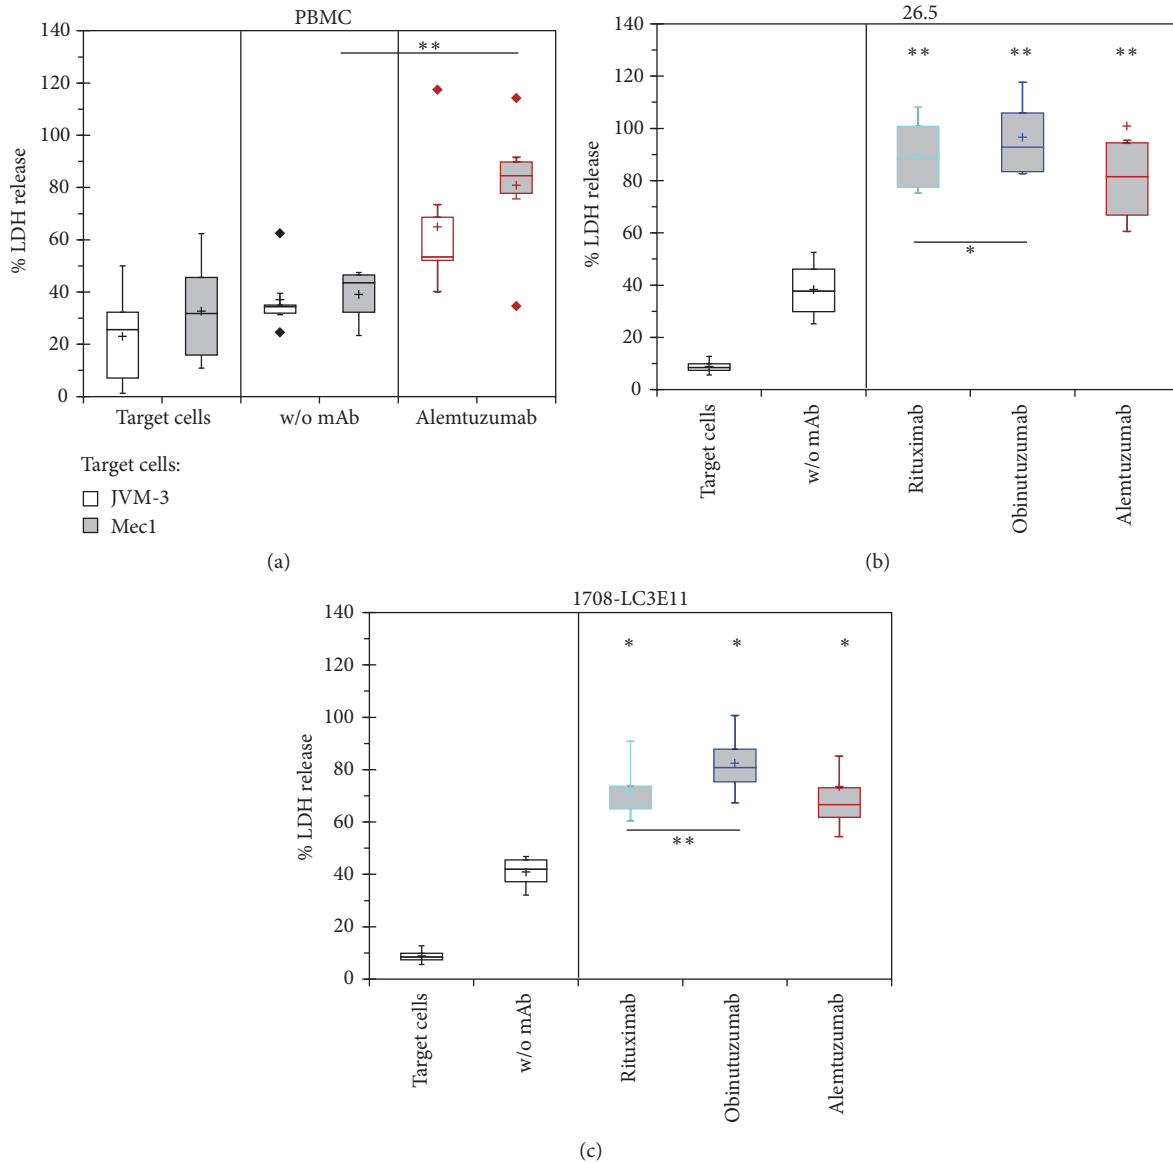 PBMC
140
120
100
80
60
40
20
0
% LDH release
**
Target cells
w/o mAb
Alemtuzumab
Target cells:
JVM-3
Mec1
(a)
26.5
140
120
100
80
60
40
20
0
% LDH release
**
**
**
*
Target cells
w/o mAb
Rituximab
Obinutuzumab
Alemtuzumab
(b)
1708-LC3E11
140
120
100
80
60
40
20
0
% LDH release
*
*
*
**
Target cells
w/o mAb
Rituximab
Obinutuzumab
Alemtuzumab
(c)